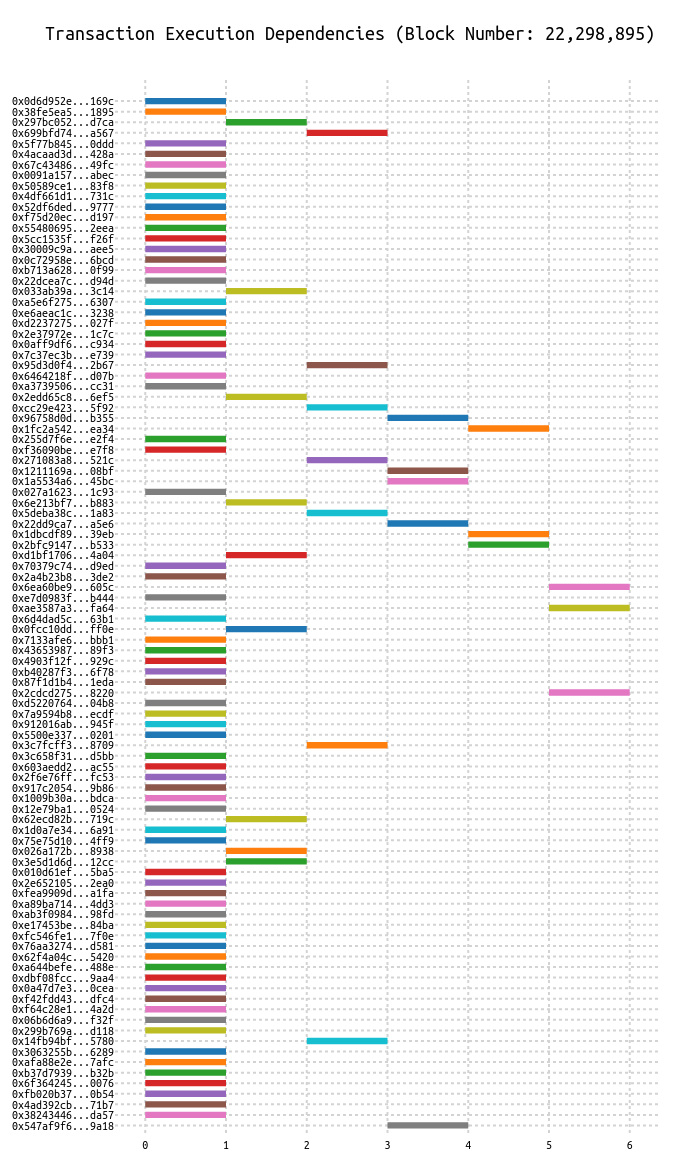 Transaction Execution Dependencies (Block Number: 22,298,895)
0x0d6d952e...169c
0x38fe5ea5...1895
0x297bc052...d7ca
0x699bfd74...a567
0x5f77b845...0ddd
0x4acaad3d...428a
0x67c43486...49fc
0x0091a157...abec
0x50589ce1...83f8
0x4df661d1...731c
0x52df6ded...9777
0xf75d20ec...d197
0x55480695...2eea
0x5cc1535f...f26f
0x30009c9a...aee5
0x0c72958e...6bcd
0xb713a628...0f99
0x22dcea7c...d94d
0x033ab39a...3c14
0xa5e6f275...6307
0xe6aeac1c...3238
0xd2237275...027f
0x2e37972e...1c7c
0x0aff9df6...c934
0x7c37ec3b...e739
0x95d3d0f4...2b67
0x6464218f...d07b
0xa3739506...cc31
0x2edd65c8...6ef5
0xcc29e423...5f92
0x96758d0d...b355
0x1fc2a542...ea34
0x255d7f6e...e2f4
0xf36090be...e7f8
0x271083a8...521c
0x1211169a...08bf
0x1a5534a6...45bc
0x027a1623...1c93
0x6e213bf7...b883
0x5deba38c...1a83
0x22dd9ca7...a5e6
0x1dbcdf89...39eb
0x2bfc9147...b533
0xd1bf1706...4a04
0x70379c74...d9ed
0x2a4b23b8...3de2
0x6ea60be9...605c
0xe7d0983f...b444
0xae3587a3...fa64
0x6d4dad5c...63b1
0x0fcc10dd...ff0e
0x7133afe6...bbb1
0x43653987...89f3
0x4903f12f...929c
0xb40287f3...6f78
0x87f1d1b4...1eda
0x2cdcd275...8220
0xd5220764...04b8
0x7a9594b8...ecdf
0x912016ab...945f
0x5500e337...0201
0x3c7fcff3...8709
0x3c658f31...d5bb
0x603aedd2...ac55
0x2f6e76ff...fc53
0x917c2054...9b86
0x1009b30a...bdca
0x12e79ba1...0524
0x62ecd82b...719c
0x1d0a7e34...6a91
0x75e75d10...4ff9
0x026a172b...8938
0x3e5d1d6d...12cc
0x010d61ef...5ba5
0x2e652105...2ea0
0xfea9909d...a1fa
0xa89ba714...4dd3
0xab3f0984...98fd
0xe17453be...84ba
0xfc546fe1...7f0e
0x76aa3274...d581
0x62f4a04c...5420
0xa644befe...488e
0xdbf08fcc...9aa4
0x0a47d7e3...0cea
0xf42fdd43...dfc4
0xf64c28e1...4a2d
0x06b6d6a9...f32f
0x299b769a...d118
0x14fb94bf...5780
0x3063255b...6289
0xafa88e2e...7afc
0xb37d7939...b32b
0x6f364245...0076
0xfb020b37...0b54
0x4ad392cb...71b7
0x38243446...da57
0x547af9f6...9a18
0 1 2 3 4 5 6